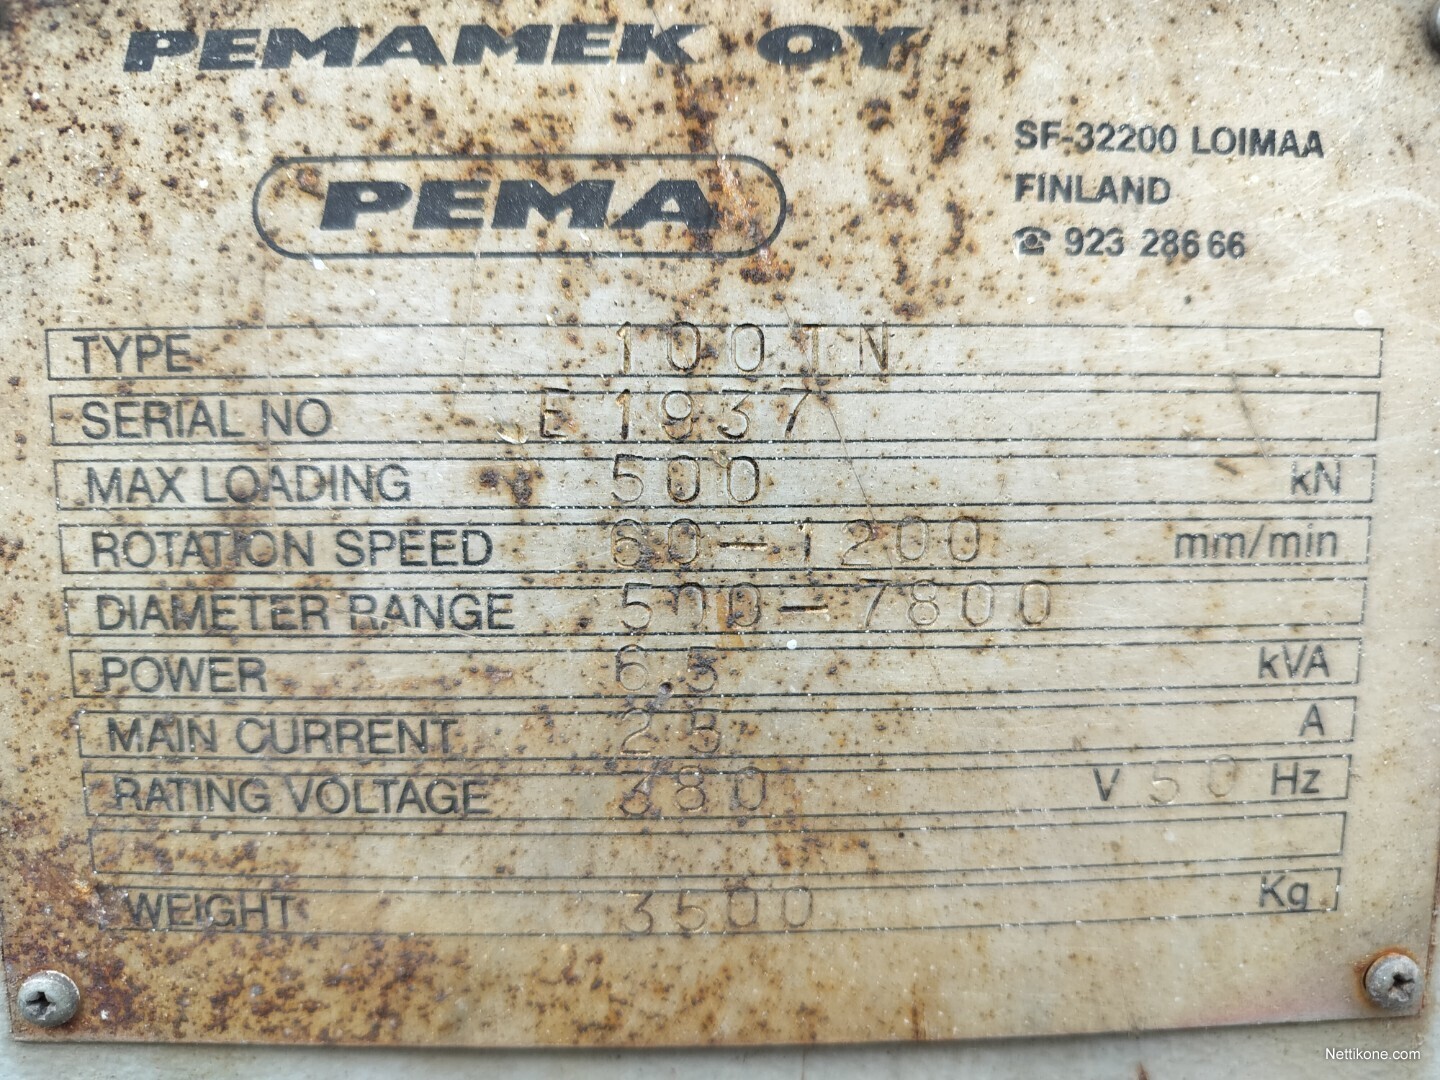 PEMAMEK OY
PEMA
SF-32200 LOIMAA
FINLAND
☎ 923 286 66
TYPE 100TN
SERIAL NO E 1937
MAX LOADING 500 kN
ROTATION SPEED 60-1200 mm/min
DIAMETER RANGE 500-7800
POWER 6,5 kVA
MAIN CURRENT 25 A
RATING VOLTAGE 380 V 50 Hz
WEIGHT 3500 Kg
Nettikone.com